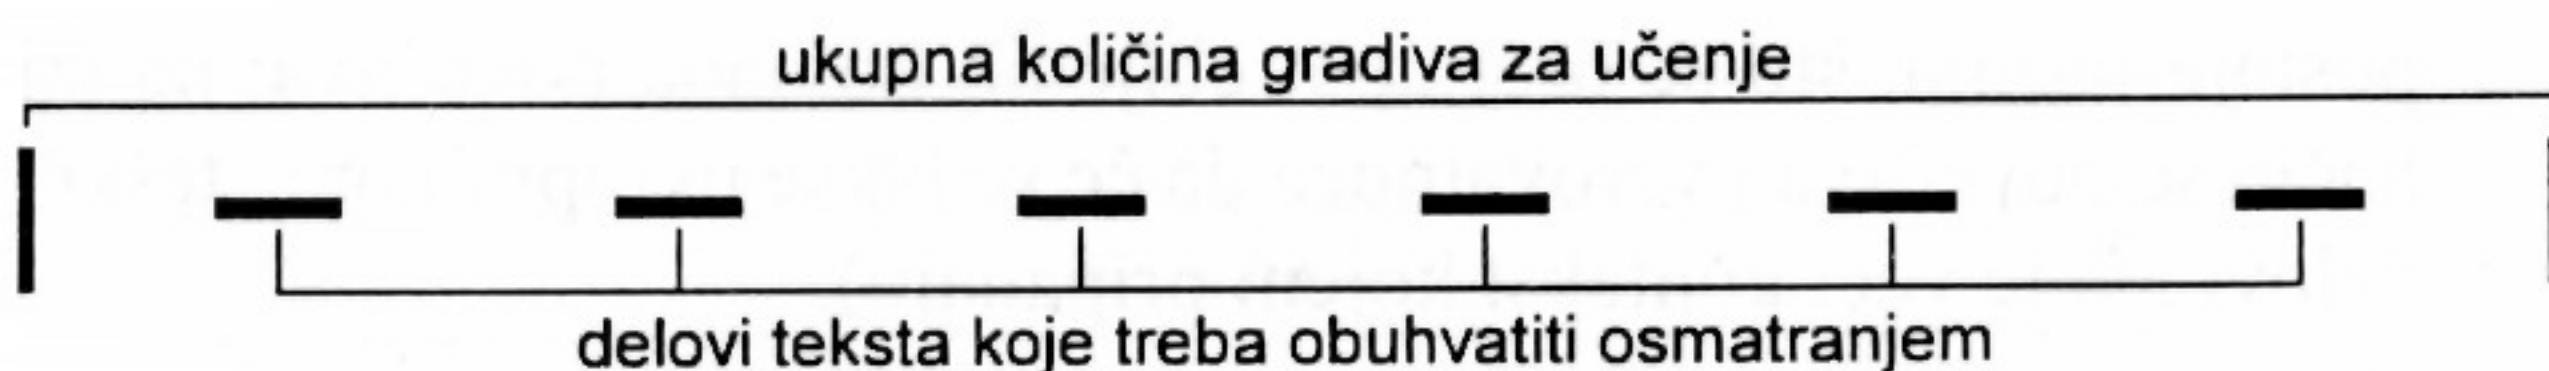 ukupna količina gradiva za učenje
delovi teksta koje treba obuhvatiti osmatranjem